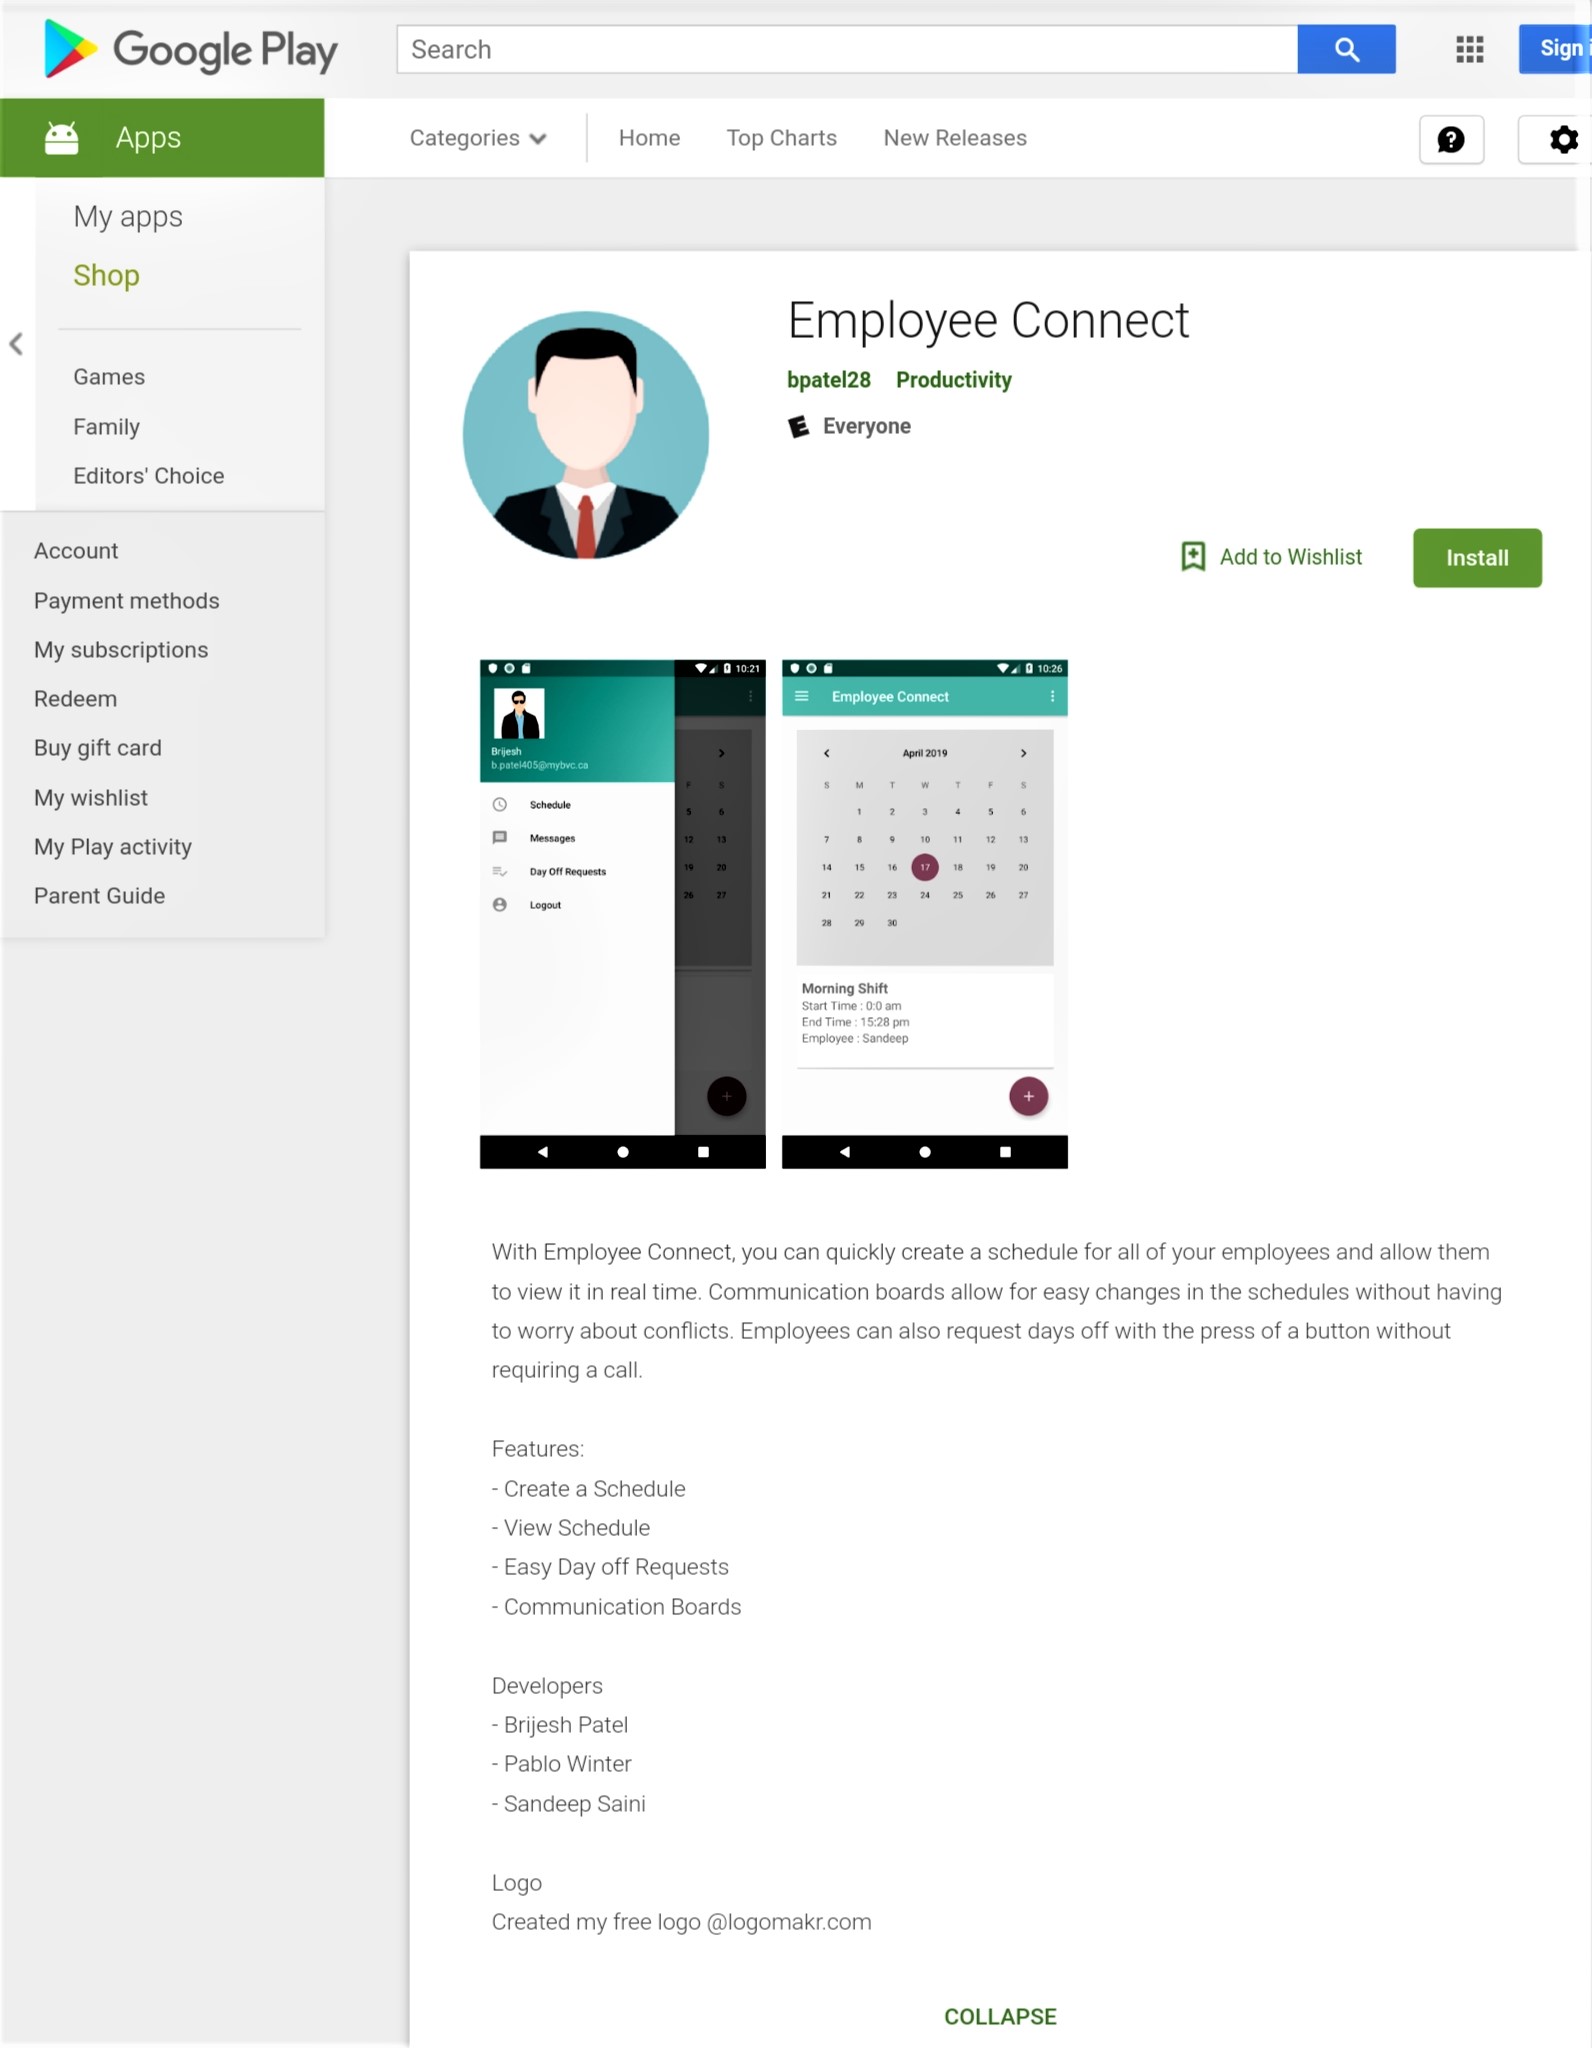 Google Play
Search
Sign i
Apps
Categories
Home
Top Charts
New Releases
My apps
Shop
Games
Family
Editors' Choice
Account
Payment methods
My subscriptions
Redeem
Buy gift card
My wishlist
My Play activity
Parent Guide
Employee Connect
bpatel28 Productivity
E Everyone
Add to Wishlist
Install
10:21
Brijesh
b.patel405@mybvc.ca
Schedule
Messages
Day Off Requests
Logout
F S
5 6
12 13
19 20
26 27
+
10:26
Employee Connect
April 2019
S M T W T F S
1 2 3 4 5 6
7 8 9 10 11 12 13
14 15 16 17 18 19 20
21 22 23 24 25 26 27
28 29 30
Morning Shift
Start Time : 0:0 am
End Time : 15:28 pm
Employee : Sandeep
+
With Employee Connect, you can quickly create a schedule for all of your employees and allow them
to view it in real time. Communication boards allow for easy changes in the schedules without having
to worry about conflicts. Employees can also request days off with the press of a button without
requiring a call.
Features:
- Create a Schedule
- View Schedule
- Easy Day off Requests
- Communication Boards
Developers
- Brijesh Patel
- Pablo Winter
- Sandeep Saini
Logo
Created my free logo @logomakr.com
COLLAPSE